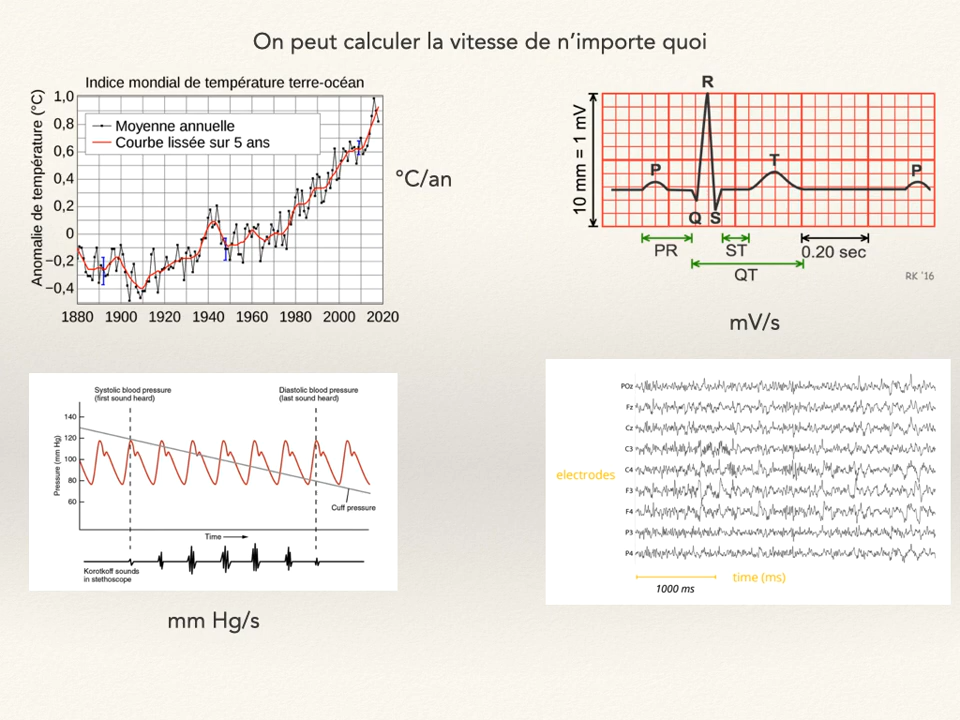 On peut calculer la vitesse de n'importe quoi
Indice mondial de température terre-océan
Anomalie de température (°C)
1,0
0,8
0,6
0,4
0,2
0
−0,2
−0,4
Moyenne annuelle
Courbe lissée sur 5 ans
1880 1900 1920 1940 1960 1980 2000 2020
°C/an
10 mm = 1 mV
R
P
T
P
Q S
PR
ST
0.20 sec
QT
RK '16
mV/s
Systolic blood pressure
(first sound heard)
Diastolic blood pressure
(last sound heard)
Pressure (mm Hg)
140
120
100
80
60
Cuff pressure
Time
Korotkoff sounds
in stethoscope
mm Hg/s
electrodes
POz
Fz
Cz
C3
C4
F3
F4
P3
P4
time (ms)
1000 ms